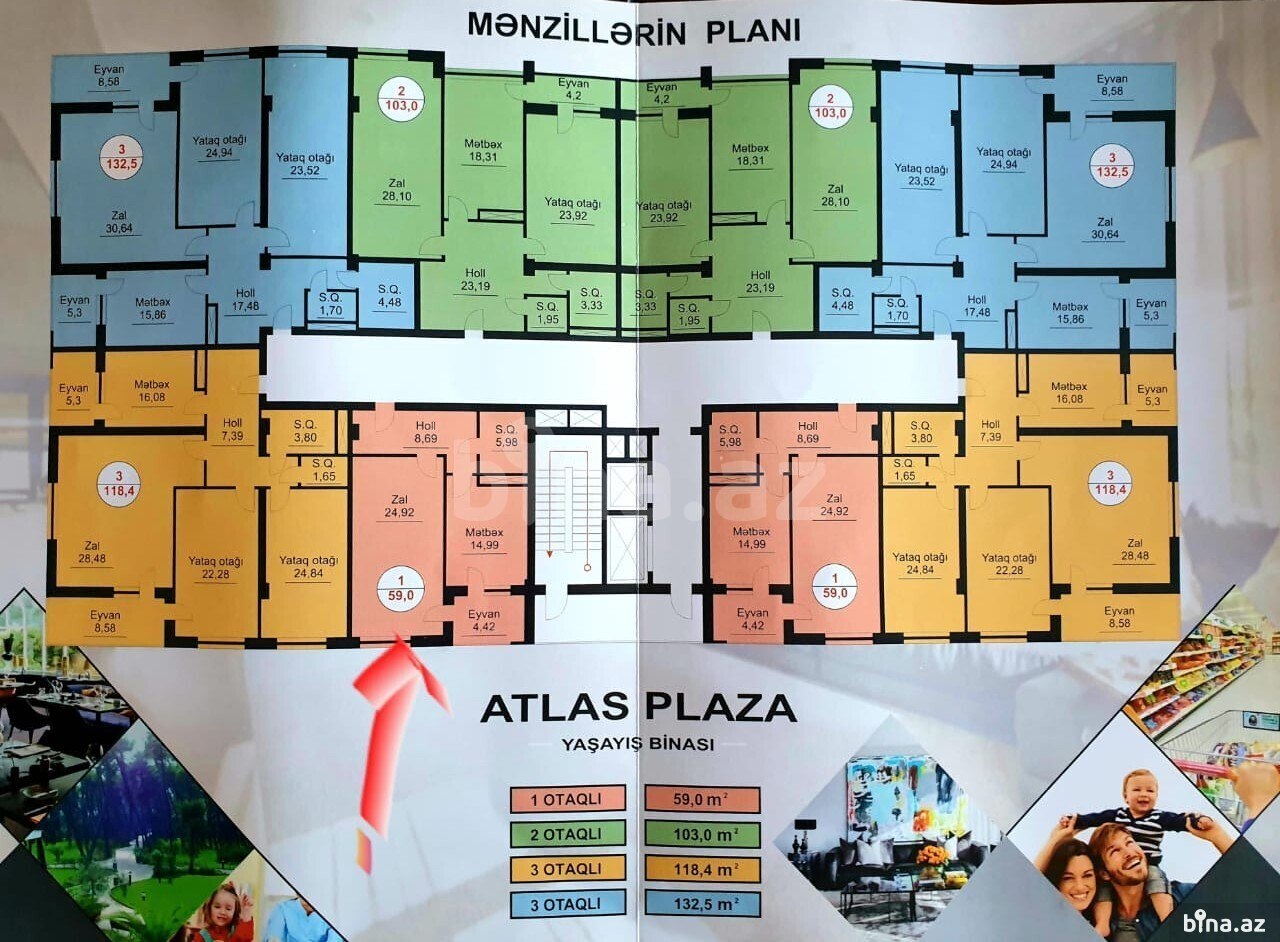 MƏNZİLLƏRİN PLANI
Eyvan
8,58
3
132,5
Zal
30,64
Yataq otağı
24,94
Yataq otağı
23,52
2
103,0
Zal
28,10
Mətbəx
18,31
Eyvan
4,2
Yataq otağı
23,92
Eyvan
4,2
Yataq otağı
23,92
Mətbəx
18,31
2
103,0
Zal
28,10
Yataq otağı
23,52
Yataq otağı
24,94
Eyvan
8,58
3
132,5
Zal
30,64
Eyvan
5,3
Mətbəx
15,86
Holl
17,48
S.Q.
1,70
S.Q.
4,48
Holl
23,19
S.Q.
1,95
S.Q.
3,33
S.Q.
3,33
S.Q.
1,95
Holl
23,19
S.Q.
4,48
S.Q.
1,70
Holl
17,48
Mətbəx
15,86
Eyvan
5,3
Eyvan
5,3
Mətbəx
16,08
Holl
7,39
S.Q.
3,80
S.Q.
1,65
3
118,4
Zal
28,48
Yataq otağı
22,28
Yataq otağı
24,84
Eyvan
8,58
Holl
8,69
S.Q.
5,98
Zal
24,92
Mətbəx
14,99
1
59,0
Eyvan
4,42
S.Q.
5,98
Holl
8,69
Zal
24,92
Mətbəx
14,99
1
59,0
Eyvan
4,42
S.Q.
3,80
S.Q.
1,65
Holl
7,39
Mətbəx
16,08
Eyvan
5,3
3
118,4
Zal
28,48
Yataq otağı
24,84
Yataq otağı
22,28
Eyvan
8,58
bina.az
ATLAS PLAZA
YAŞAYIŞ BİNASI
1 OTAQLI 59,0 m²
2 OTAQLI 103,0 m²
3 OTAQLI 118,4 m²
3 OTAQLI 132,5 m²
bina.az